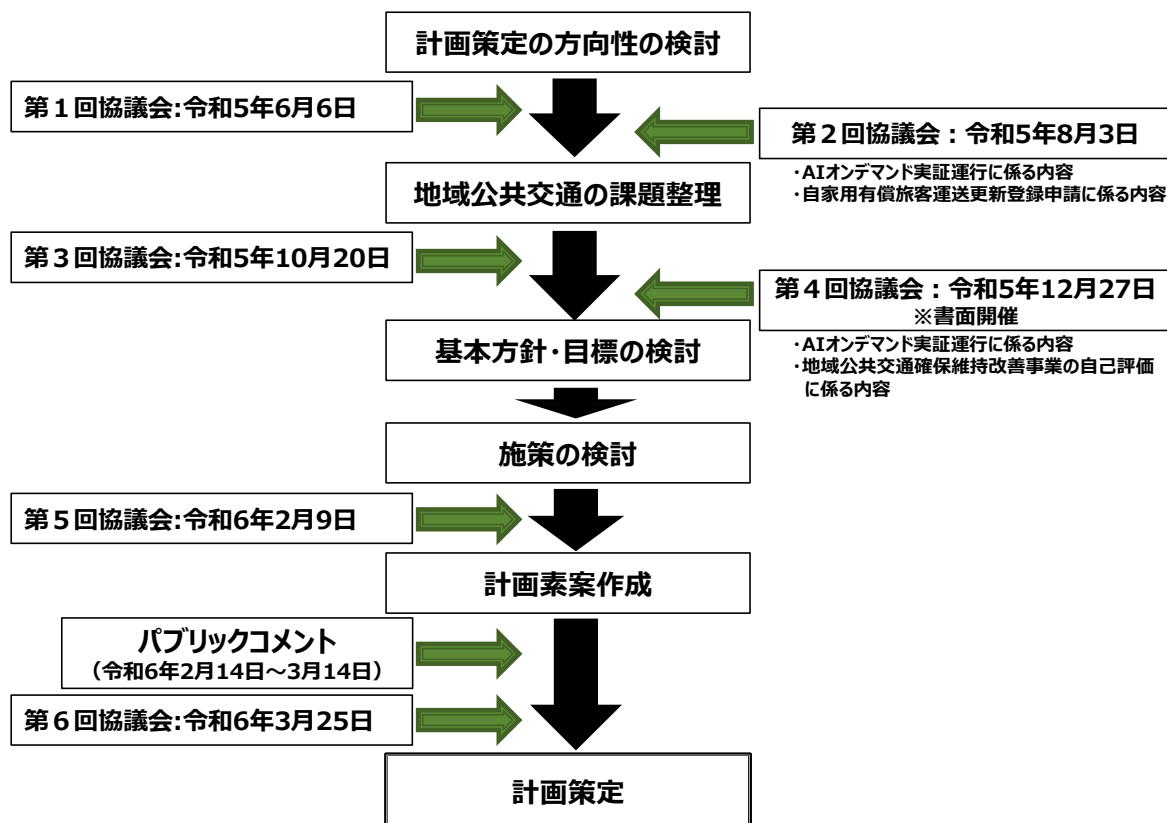 計画策定の方向性の検討
第１回協議会:令和5年6月6日
第２回協議会：令和5年8月3日
・AIオンデマンド実証運行に係る内容
・自家用有償旅客運送更新登録申請に係る内容
地域公共交通の課題整理
第３回協議会:令和5年10月20日
第４回協議会：令和5年12月27日
※書面開催
・AIオンデマンド実証運行に係る内容
・地域公共交通確保維持改善事業の自己評価
に係る内容
基本方針･目標の検討
施策の検討
第５回協議会:令和6年2月9日
計画素案作成
パブリックコメント
（令和6年2月14日～3月14日）
第６回協議会:令和6年3月25日
計画策定